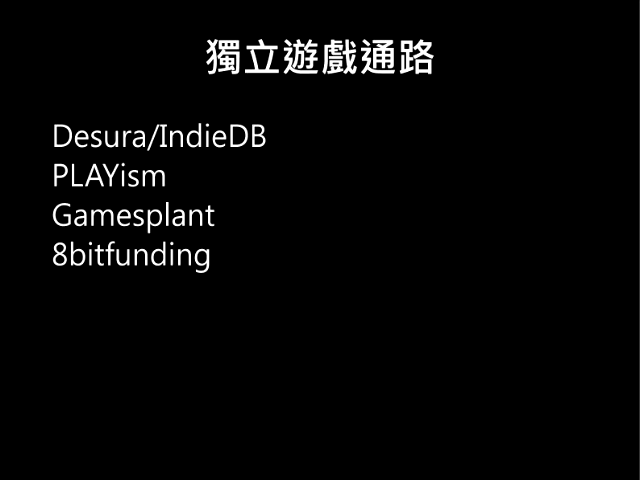 獨立遊戲通路
Desura/IndieDB
PLAYism
Gamesplant
8bitfunding